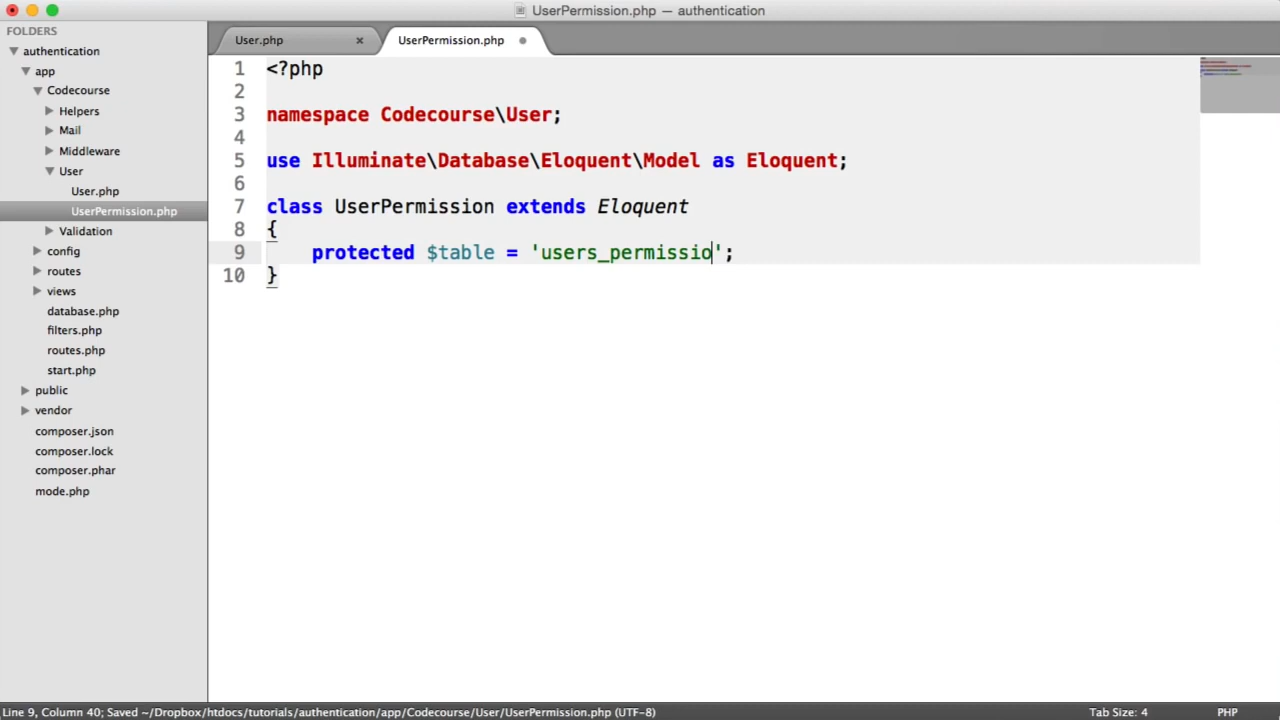 UserPermission.php — authentication
FOLDERS
authentication
app
Codecourse
Helpers
Mail
Middleware
User
User.php
UserPermission.php
Validation
config
routes
views
database.php
filters.php
routes.php
start.php
public
vendor
composer.json
composer.lock
composer.phar
mode.php
User.php
UserPermission.php
1 <?php
2
3 namespace Codecourse\User;
4
5 use Illuminate\Database\Eloquent\Model as Eloquent;
6
7 class UserPermission extends Eloquent
8 {
9 protected $table = 'users_permissio';
10 }
Line 9, Column 40; Saved ~/Dropbox/htdocs/tutorials/authentication/app/Codecourse/User/UserPermission.php (UTF-8)
Tab Size: 4
PHP